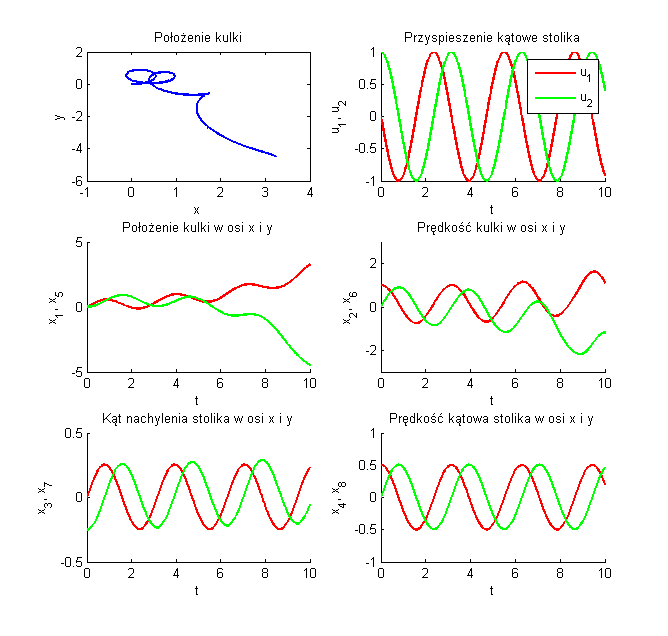 Położenie kulki
2
0
-2
-4
-6
y
-1 0 1 2 3 4
x
Przyspieszenie kątowe stolika
1
0.5
0
-0.5
-1
u1, u2
u1
u2
0 2 4 6 8 10
t
Położenie kulki w osi x i y
5
0
-5
x1, x5
0 2 4 6 8 10
t
Prędkość kulki w osi x i y
2
0
-2
x2, x6
0 2 4 6 8 10
t
Kąt nachylenia stolika w osi x i y
0.5
0
-0.5
x3, x7
0 2 4 6 8 10
t
Prędkość kątowa stolika w osi x i y
1
0.5
0
-0.5
-1
x4, x8
0 2 4 6 8 10
t